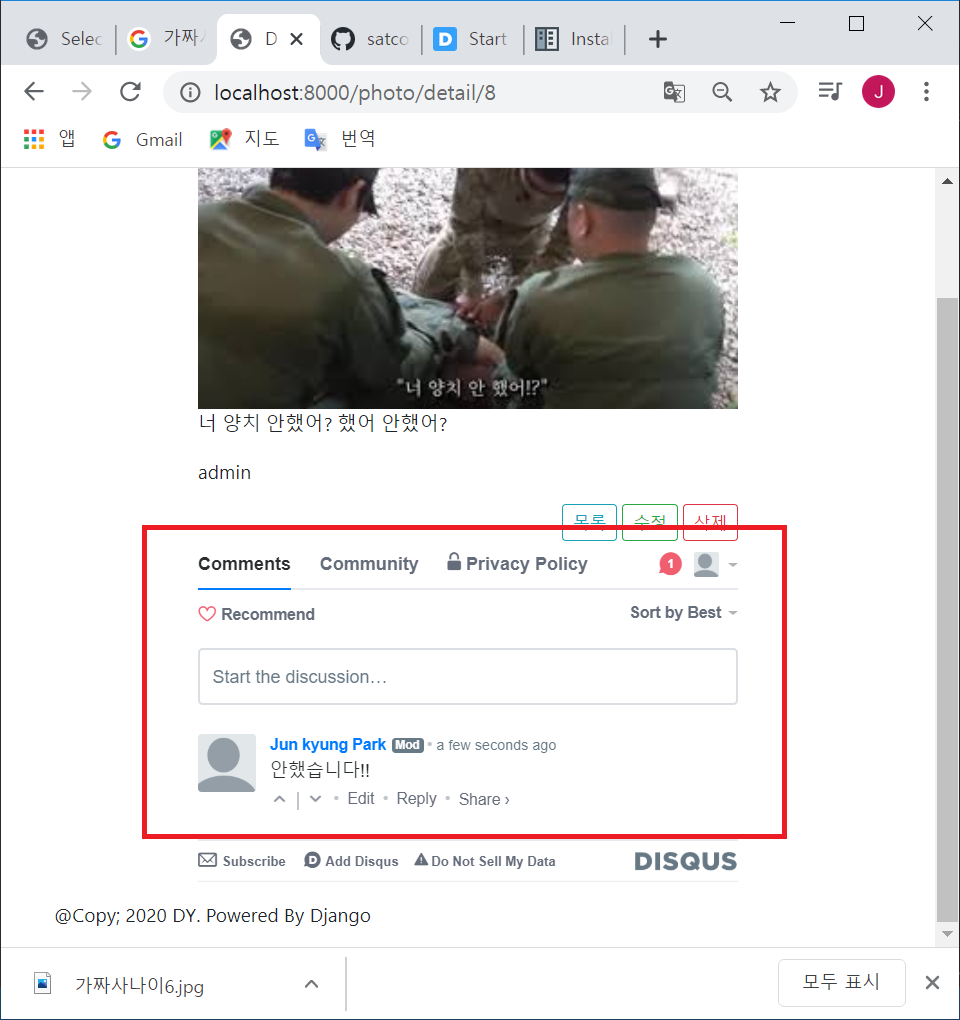 Selec
가짜사
D
satco
Start
Instal
localhost:8000/photo/detail/8
J
앱
Gmail
지도
번역
"너 양치 안 했어!?"
너 양치 안했어? 했어 안했어?
admin
목록 수정 삭제
Comments Community Privacy Policy 1
Recommend Sort by Best
Start the discussion…
Jun kyung Park Mod • a few seconds ago
안했습니다!!
Edit • Reply • Share ›
Subscribe Add Disqus Do Not Sell My Data DISQUS
@Copy; 2020 DY. Powered By Django
가짜사나이6.jpg 모두 표시